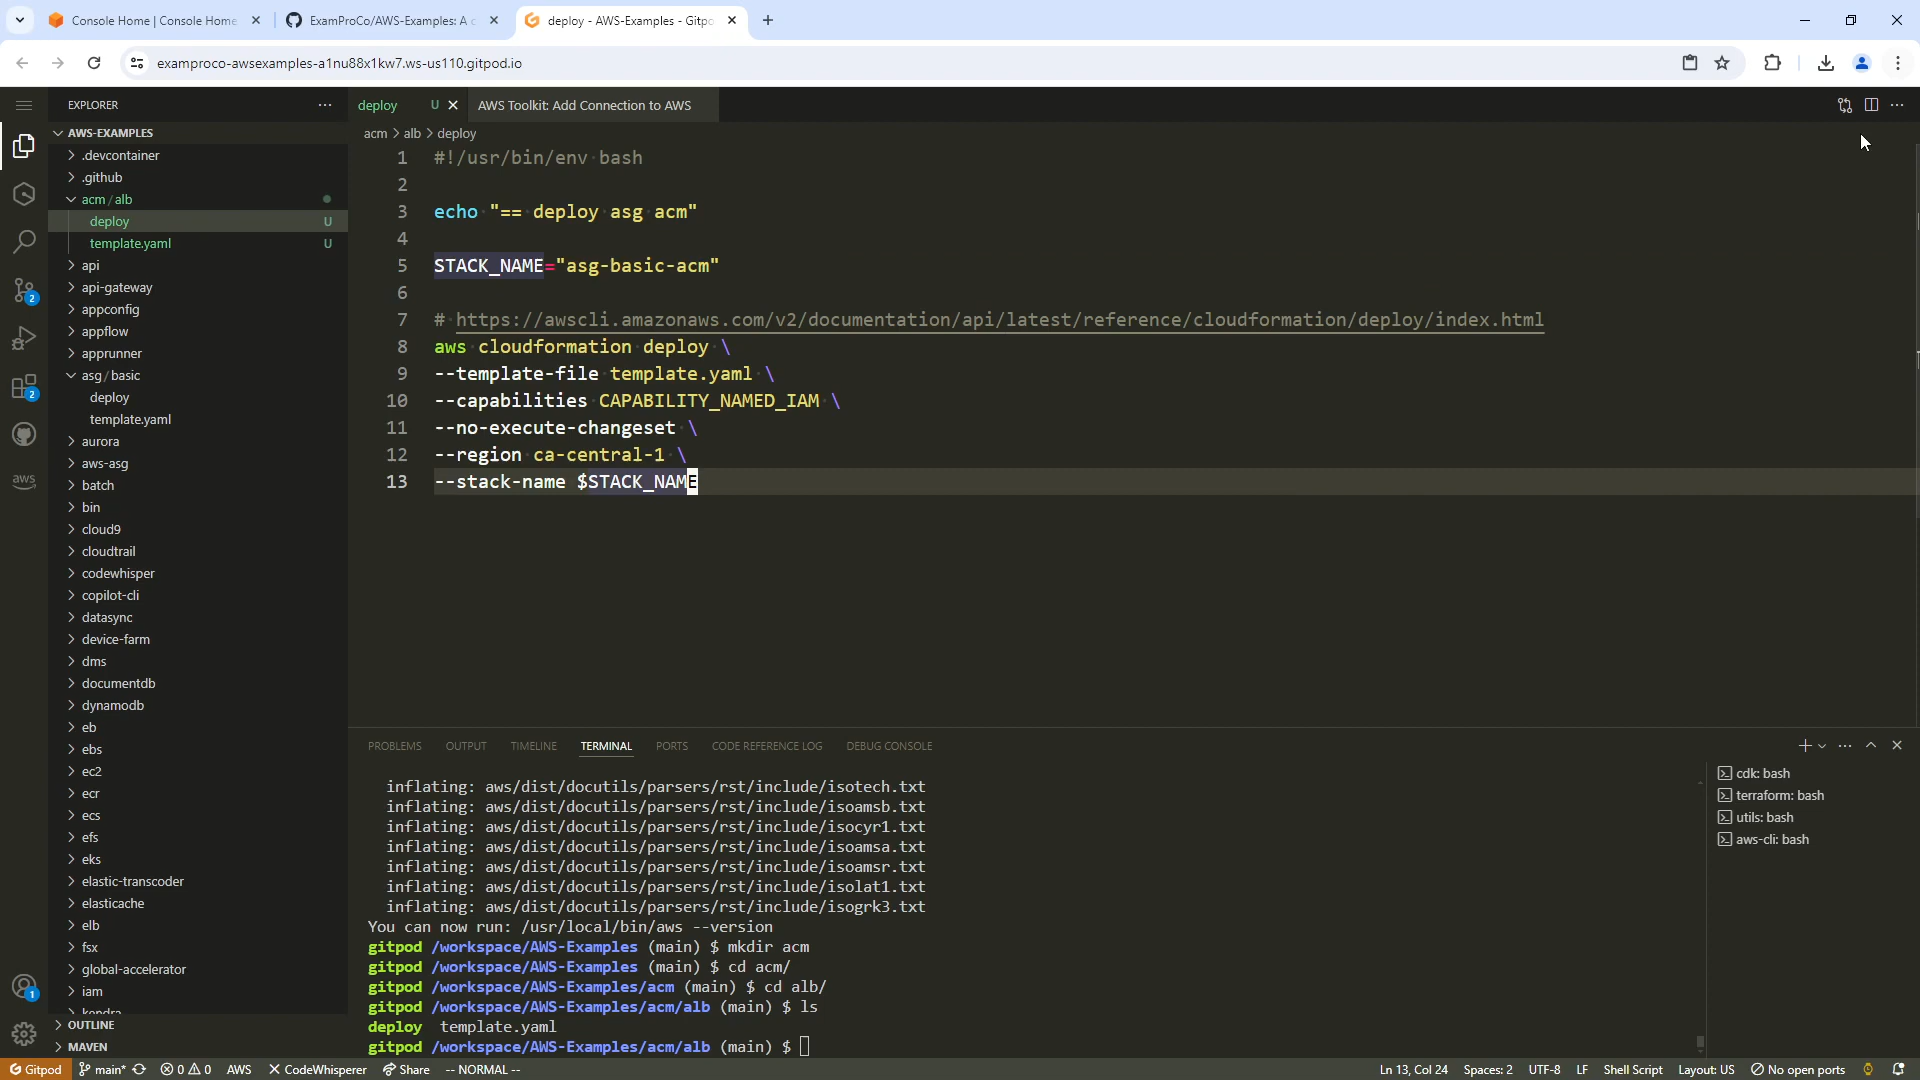 Console Home | Console Home
ExamProCo/AWS-Examples: A c
deploy - AWS-Examples - Gitpo
examproco-awsexamples-a1nu88x1kw7.ws-us110.gitpod.io
EXPLORER
AWS-EXAMPLES
.devcontainer
.github
acm / alb
deploy U
template.yaml U
api
api-gateway
appconfig
appflow
apprunner
asg / basic
deploy
template.yaml
aurora
aws-asg
batch
bin
cloud9
cloudtrail
codewhisper
copilot-cli
datasync
device-farm
dms
documentdb
dynamodb
eb
ebs
ec2
ecr
ecs
efs
eks
elastic-transcoder
elasticache
elb
fsx
global-accelerator
iam
kendra
OUTLINE
MAVEN
2
2
aws
1
deploy U
AWS Toolkit: Add Connection to AWS
acm > alb > deploy
1 #!/usr/bin/env bash
2
3 echo "== deploy asg acm"
4
5 STACK_NAME="asg-basic-acm"
6
7 # https://awscli.amazonaws.com/v2/documentation/api/latest/reference/cloudformation/deploy/index.html
8 aws cloudformation deploy \
9 --template-file template.yaml \
10 --capabilities CAPABILITY_NAMED_IAM \
11 --no-execute-changeset \
12 --region ca-central-1 \
13 --stack-name $STACK_NAME
PROBLEMS OUTPUT TIMELINE TERMINAL PORTS CODE REFERENCE LOG DEBUG CONSOLE
inflating: aws/dist/docutils/parsers/rst/include/isotech.txt
inflating: aws/dist/docutils/parsers/rst/include/isoamsb.txt
inflating: aws/dist/docutils/parsers/rst/include/isocyr1.txt
inflating: aws/dist/docutils/parsers/rst/include/isoamsa.txt
inflating: aws/dist/docutils/parsers/rst/include/isoamsr.txt
inflating: aws/dist/docutils/parsers/rst/include/isolat1.txt
inflating: aws/dist/docutils/parsers/rst/include/isogrk3.txt
You can now run: /usr/local/bin/aws --version
gitpod /workspace/AWS-Examples (main) $ mkdir acm
gitpod /workspace/AWS-Examples (main) $ cd acm/
gitpod /workspace/AWS-Examples/acm (main) $ cd alb/
gitpod /workspace/AWS-Examples/acm/alb (main) $ ls
deploy template.yaml
gitpod /workspace/AWS-Examples/acm/alb (main) $
cdk: bash
terraform: bash
utils: bash
aws-cli: bash
Gitpod main* 0 0 AWS CodeWhisperer Share -- NORMAL -- Ln 13, Col 24 Spaces: 2 UTF-8 LF Shell Script Layout: US No open ports